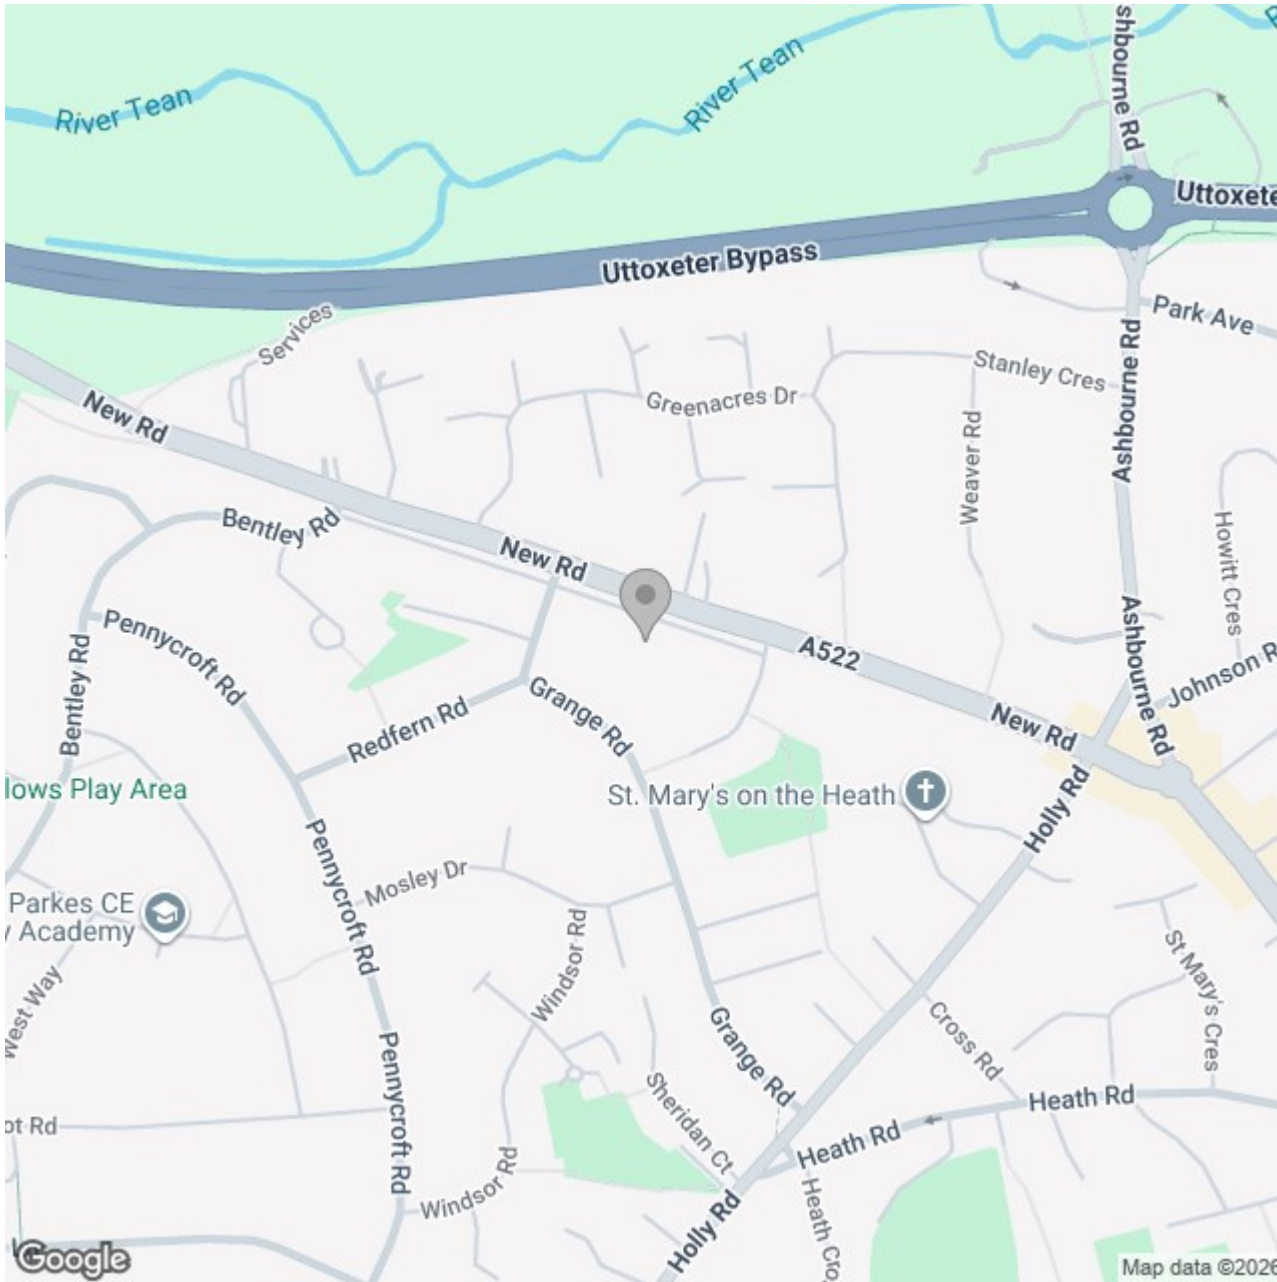 shbourne Rd
River Tean
River Tean
Uttoxete
Uttoxeter Bypass
Park Ave
Services
Stanley Cres
Greenacres Dr
Ashbourne Rd
New Rd
Weaver Rd
Bentley Rd
Howitt Cres
New Rd
Ashbourne Rd
Pennycroft Rd
A522
Bentley Rd
Johnson R
Grange Rd
Redfern Rd
New Rd
lows Play Area
St. Mary's on the Heath
Holly Rd
Pennycroft Rd
Mosley Dr
Parkes CE
y Academy
Windsor Rd
St Mary's Cres
West Way
Grange Rd
Cross Rd
Pennycroft Rd
Sheridan Ct
Heath Rd
ot Rd
Heath Rd
Windsor Rd
Heath Cro
Holly Rd
Google
Map data ©2026